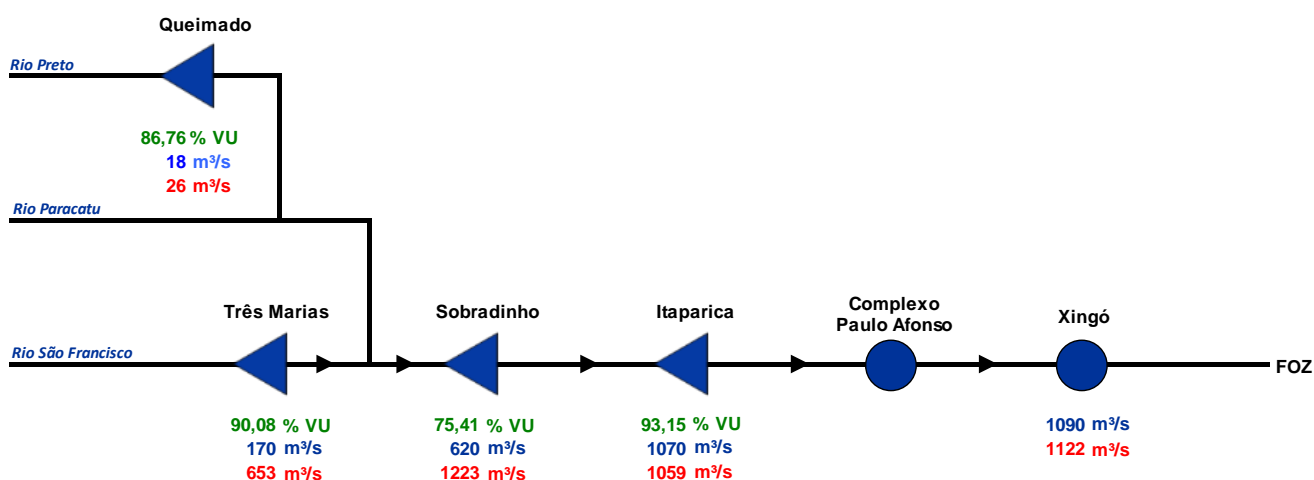 Queimado
Rio Preto
86,76 % VU
18 m³/s
26 m³/s
Rio Paracatu
Três Marias
Sobradinho
Itaparica
Complexo
Paulo Afonso
Xingó
Rio São Francisco
FOZ
90,08 % VU
170 m³/s
653 m³/s
75,41 % VU
620 m³/s
1223 m³/s
93,15 % VU
1070 m³/s
1059 m³/s
1090 m³/s
1122 m³/s